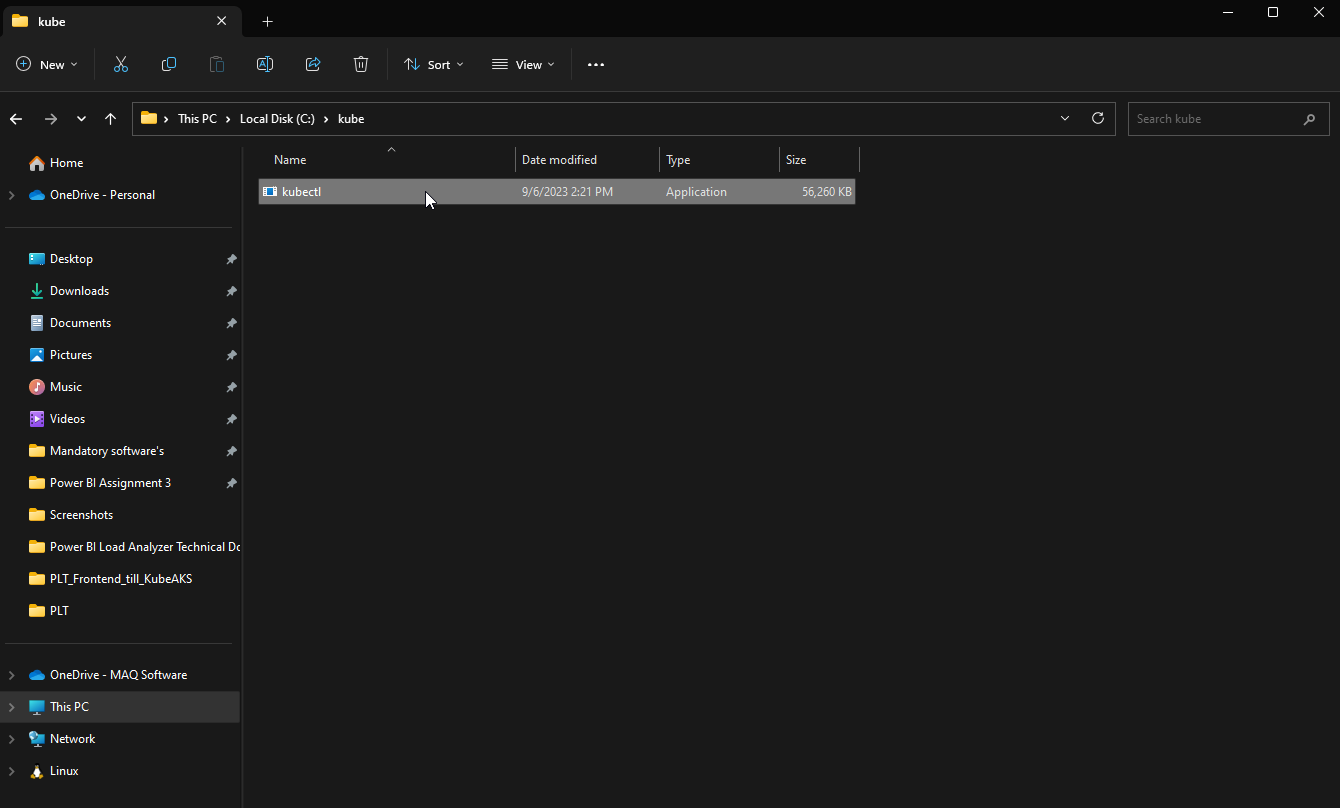 kube
New
Sort
View
This PC > Local Disk (C:) > kube
Search kube
Home
OneDrive - Personal
Desktop
Downloads
Documents
Pictures
Music
Videos
Mandatory software's
Power BI Assignment 3
Screenshots
Power BI Load Analyzer Technical Dc
PLT_Frontend_till_KubeAKS
PLT
OneDrive - MAQ Software
This PC
Network
Linux
Name Date modified Type Size
kubectl 9/6/2023 2:21 PM Application 56,260 KB